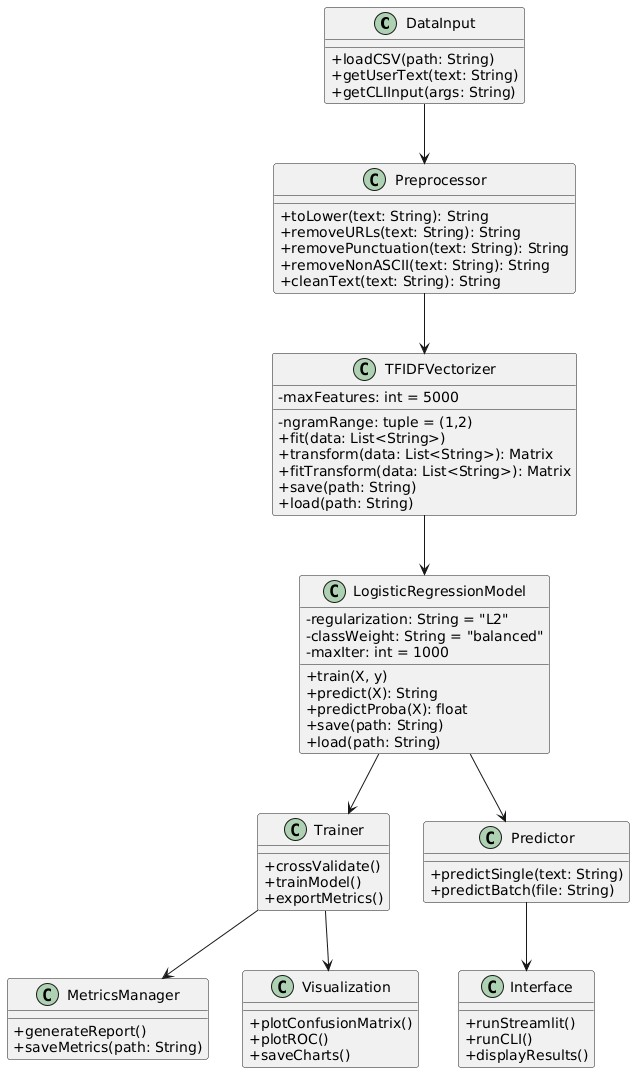 C DataInput
+loadCSV(path: String)
+getUserText(text: String)
+getCLIInput(args: String)
C Preprocessor
+toLower(text: String): String
+removeURLs(text: String): String
+removePunctuation(text: String): String
+removeNonASCII(text: String): String
+cleanText(text: String): String
C TFIDFVectorizer
-maxFeatures: int = 5000
-ngramRange: tuple = (1,2)
+fit(data: List<String>)
+transform(data: List<String>): Matrix
+fitTransform(data: List<String>): Matrix
+save(path: String)
+load(path: String)
C LogisticRegressionModel
-regularization: String = "L2"
-classWeight: String = "balanced"
-maxIter: int = 1000
+train(X, y)
+predict(X): String
+predictProba(X): float
+save(path: String)
+load(path: String)
C Trainer
+crossValidate()
+trainModel()
+exportMetrics()
C Predictor
+predictSingle(text: String)
+predictBatch(file: String)
C MetricsManager
+generateReport()
+saveMetrics(path: String)
C Visualization
+plotConfusionMatrix()
+plotROC()
+saveCharts()
C Interface
+runStreamlit()
+runCLI()
+displayResults()